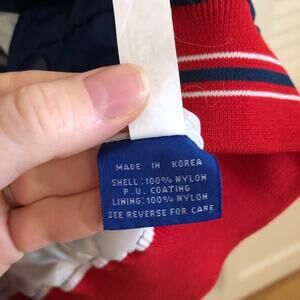 MADE IN KOREA
SHELL:100% NYLON
P.U. COATING
LINING:100% NYLON
SEE REVERSE FOR CARE